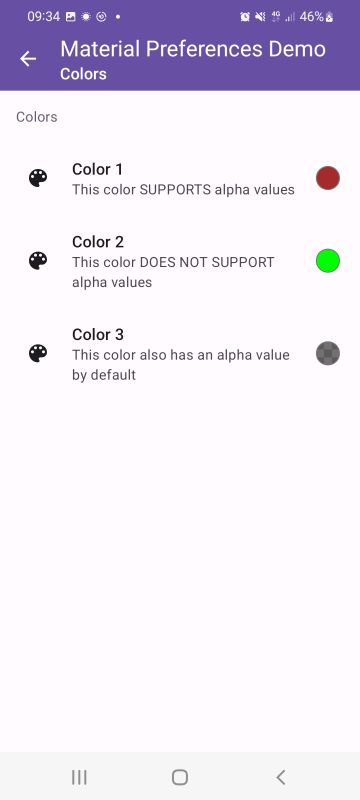 09:34
4G
46%
Material Preferences Demo
Colors
Colors
Color 1
This color SUPPORTS alpha values
Color 2
This color DOES NOT SUPPORT
alpha values
Color 3
This color also has an alpha value
by default